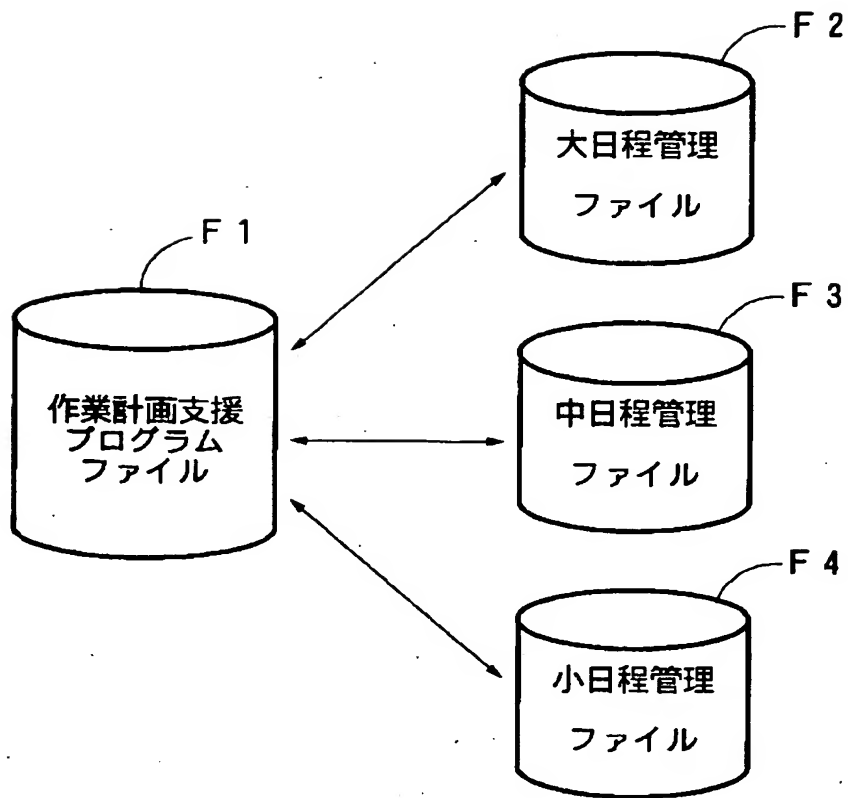 F 2
大日程管理
ファイル
F 1
作業計画支援
プログラム
ファイル
F 3
中日程管理
ファイル
F 4
小日程管理
ファイル